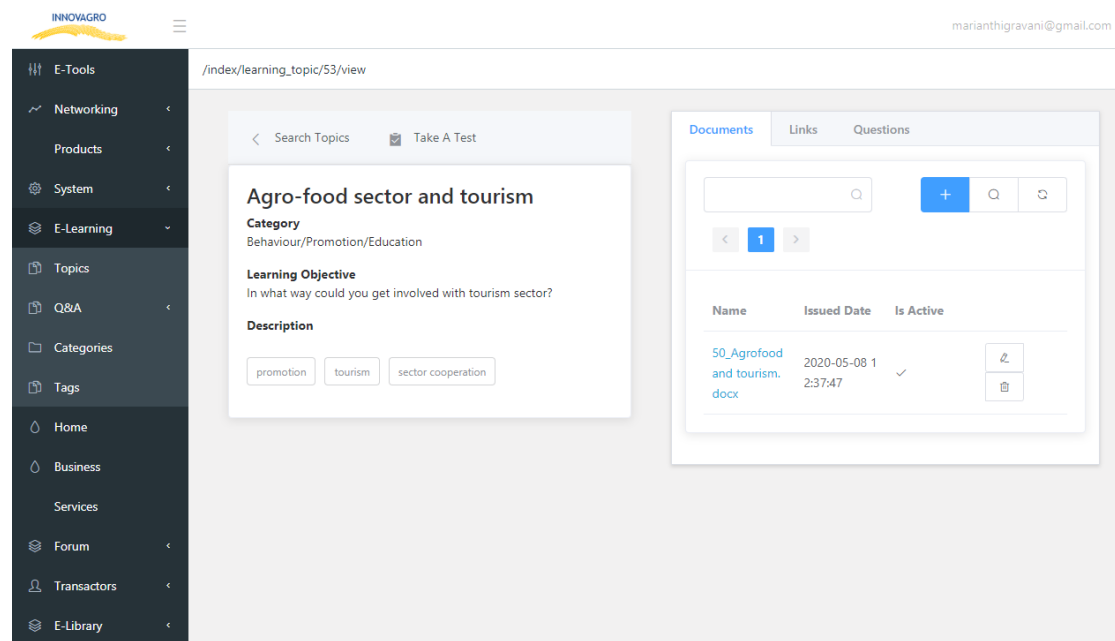 INNOVAGRO
marianthigravani@gmail.com
E-Tools
Networking
Products
System
E-Learning
Topics
Q&A
Categories
Tags
Home
Business
Services
Forum
Transactors
E-Library
/index/learning_topic/53/view
Search Topics
Take A Test
Agro-food sector and tourism
Category
Behaviour/Promotion/Education
Learning Objective
In what way could you get involved with tourism sector?
Description
promotion tourism sector cooperation
Documents Links Questions
1
Name Issued Date Is Active
50_Agrofood
and tourism.
docx
2020-05-08 1
2:37:47